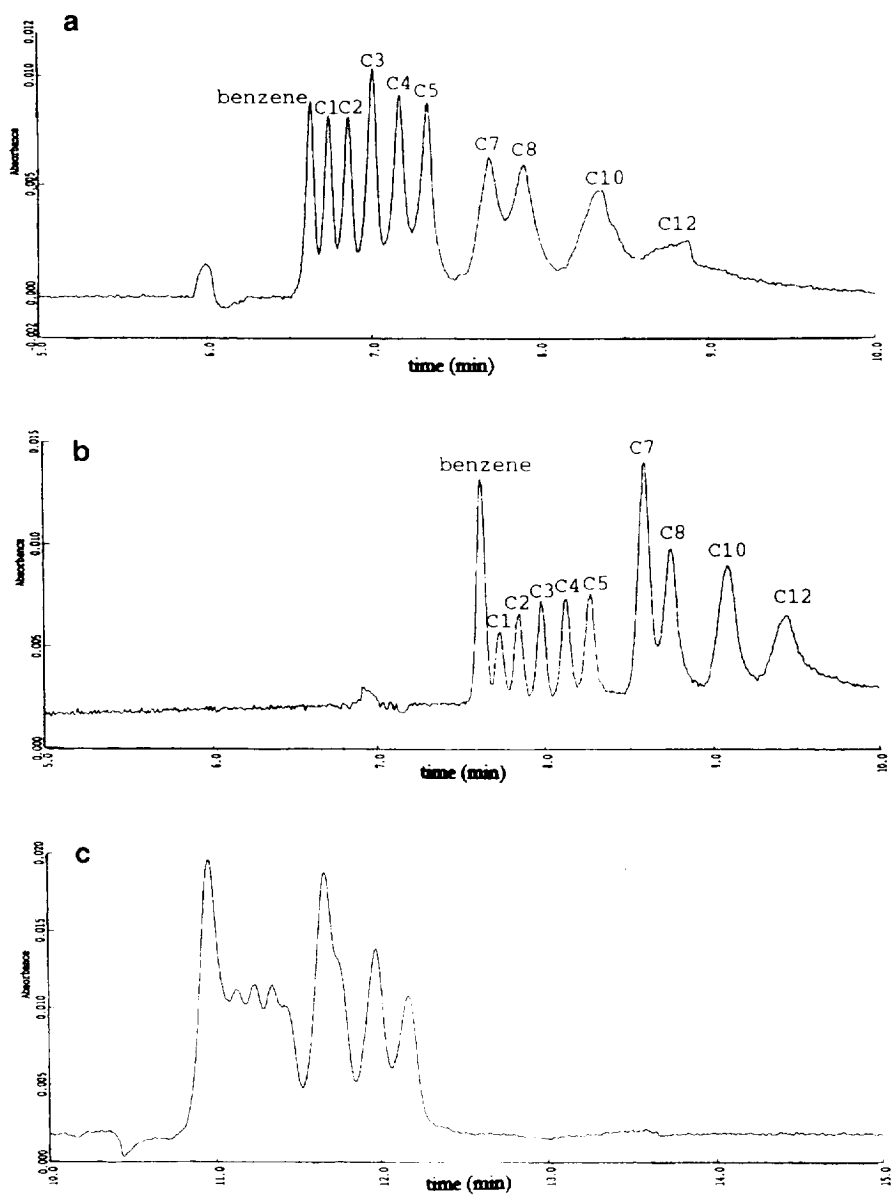 a
0.012
0.010
0.005
0.000
-0.002
Absorbance
benzene
C1
C2
C3
C4
C5
C7
C8
C10
C12
5.0
6.0
7.0
8.0
9.0
10.0
time (min)
b
0.015
0.010
0.005
0.000
Absorbance
benzene
C1
C2
C3
C4
C5
C7
C8
C10
C12
5.0
6.0
7.0
8.0
9.0
10.0
time (min)
c
0.020
0.015
0.010
0.005
0.000
Absorbance
10.0
11.0
12.0
13.0
14.0
15.0
time (min)